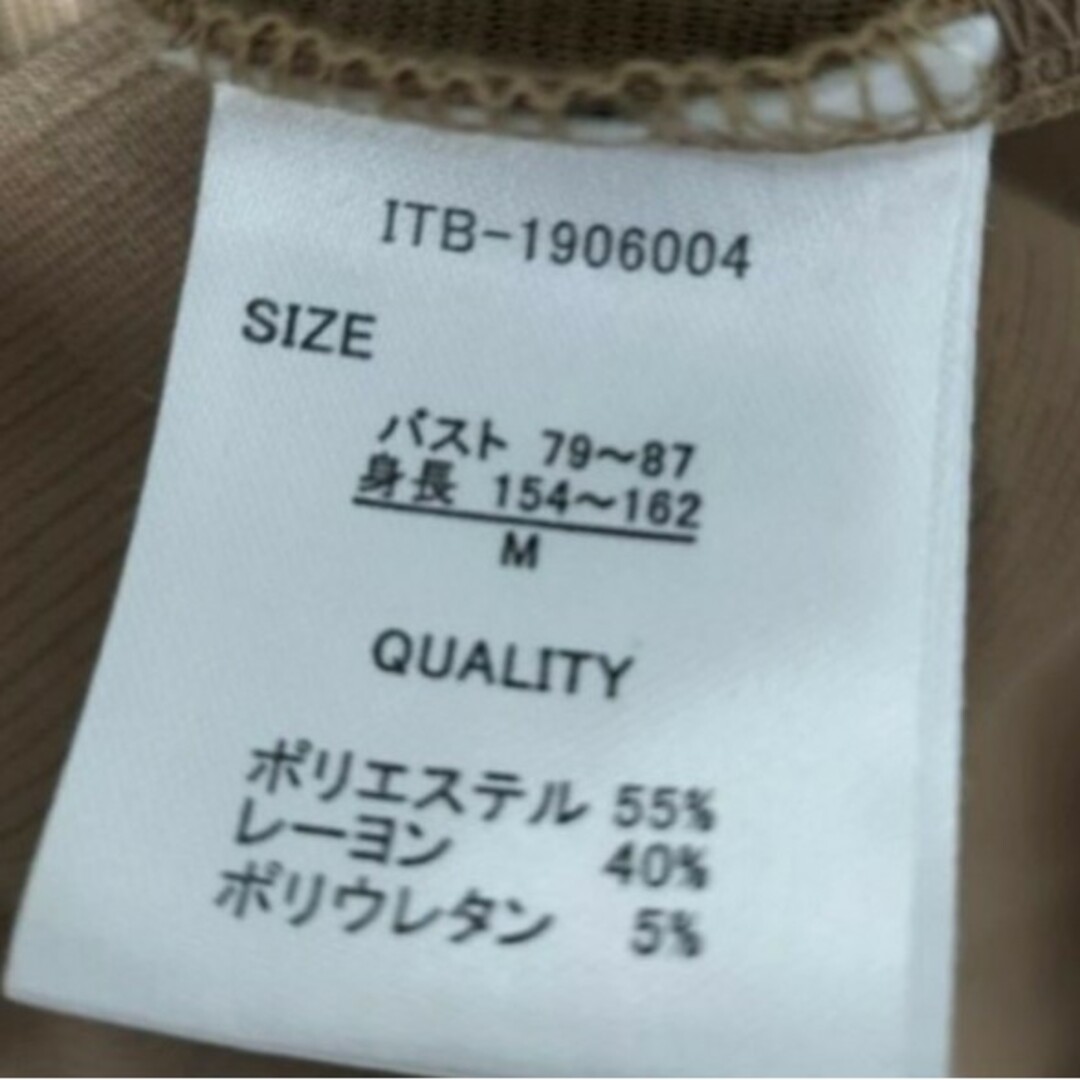 ITB-1906004
SIZE
バスト 79〜87
身長 154〜162
M
QUALITY
ポリエステル 55%
レーヨン 40%
ポリウレタン 5%